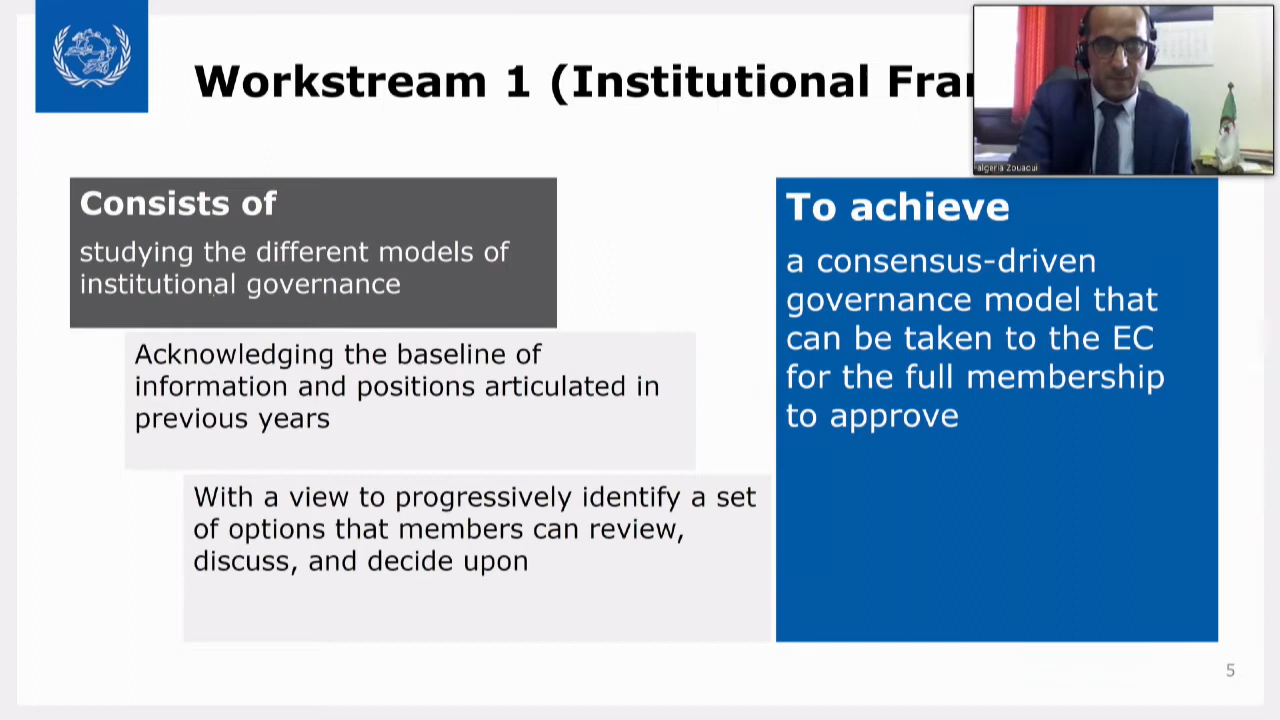 Workstream 1 (Institutional Fra
algeria Zouaoui
Consists of
studying the different models of
institutional governance
Acknowledging the baseline of
information and positions articulated in
previous years
With a view to progressively identify a set
of options that members can review,
discuss, and decide upon
To achieve
a consensus-driven
governance model that
can be taken to the EC
for the full membership
to approve
5